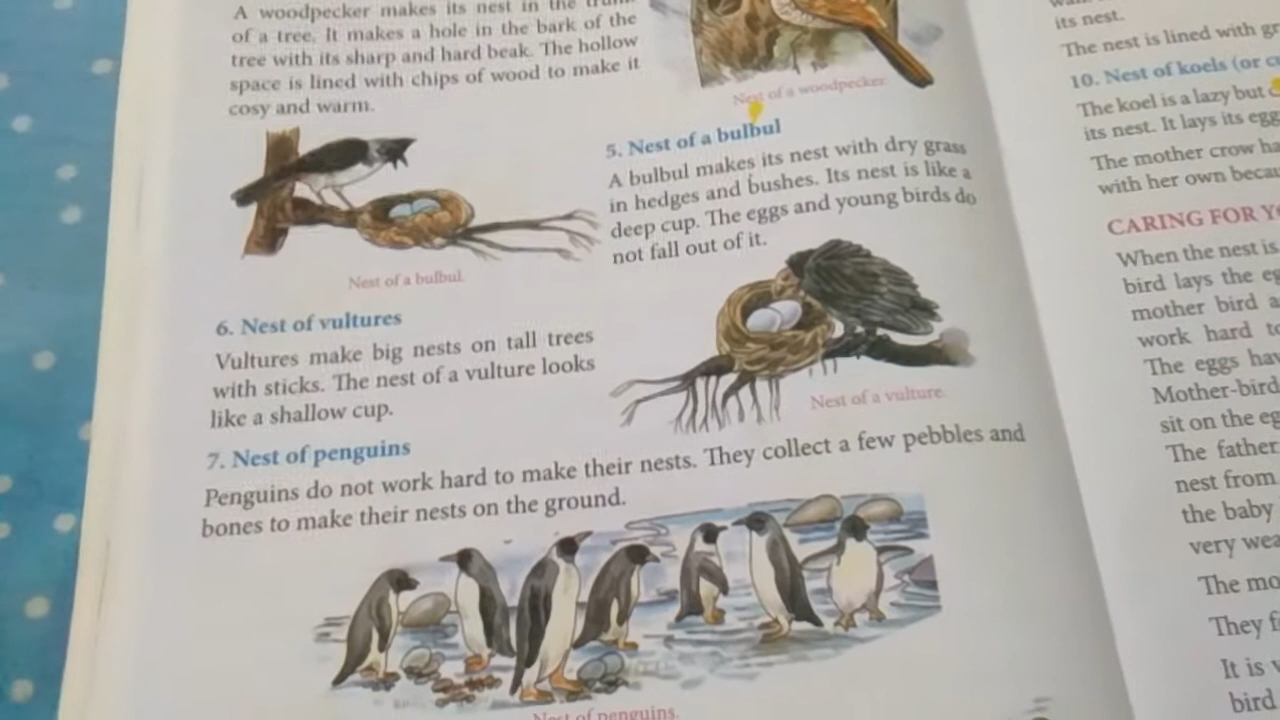 A woodpecker makes its nest in the trunk
of a tree. It makes a hole in the bark of the
tree with its sharp and hard beak. The hollow
space is lined with chips of wood to make it
cosy and warm.
Nest of a woodpecker.
5. Nest of a bulbul
A bulbul makes its nest with dry grass
in hedges and bushes. Its nest is like a
deep cup. The eggs and young birds do
not fall out of it.
Nest of a bulbul.
6. Nest of vultures
Vultures make big nests on tall trees
with sticks. The nest of a vulture looks
like a shallow cup.
Nest of a vulture.
7. Nest of penguins
Penguins do not work hard to make their nests. They collect a few pebbles and
bones to make their nests on the ground.
Nest of penguins.
its nest.
The nest is lined with
10. Nest of koels (or
The koel is a lazy but
its nest. It lays its
The mother crow
with her own
CARING FOR
When the nest is
bird lays the
mother bird
work hard to
The eggs
Mother-bird
sit on the
The father
nest from
the baby
very
The
They
It is
bird